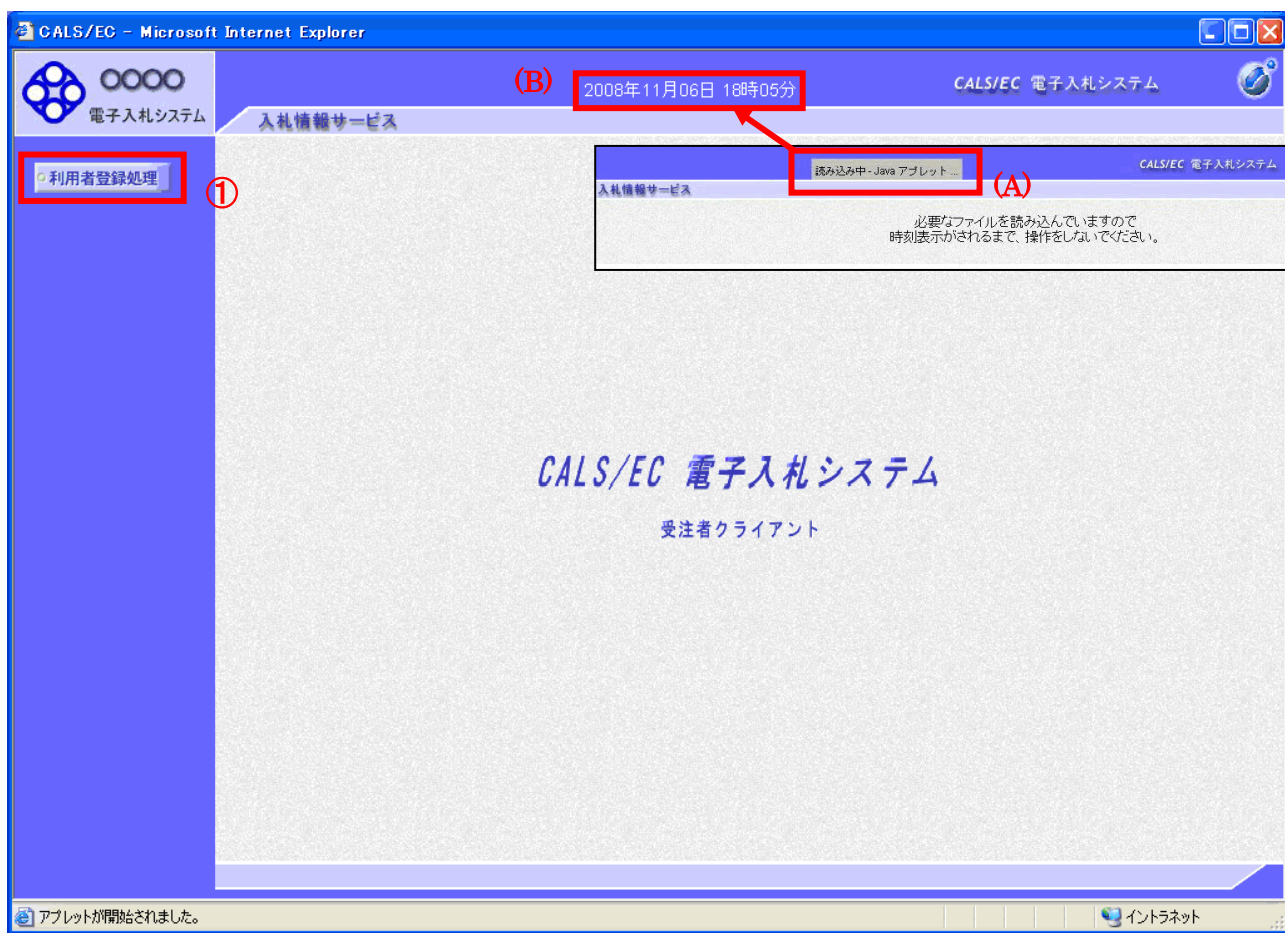 CALS/EC - Microsoft Internet Explorer
○○○○
電子入札システム
(B)
2008年11月06日 18時05分
CALS/EC 電子入札システム
入札情報サービス
利用者登録処理
①
読み込み中 - Java アプレット ...
(A)
CALS/EC 電子入札システム
入札情報サービス
必要なファイルを読み込んでいますので
時刻表示がされるまで、操作をしないでください。
CALS/EC 電子入札システム
受注者クライアント
アプレットが開始されました。
イントラネット